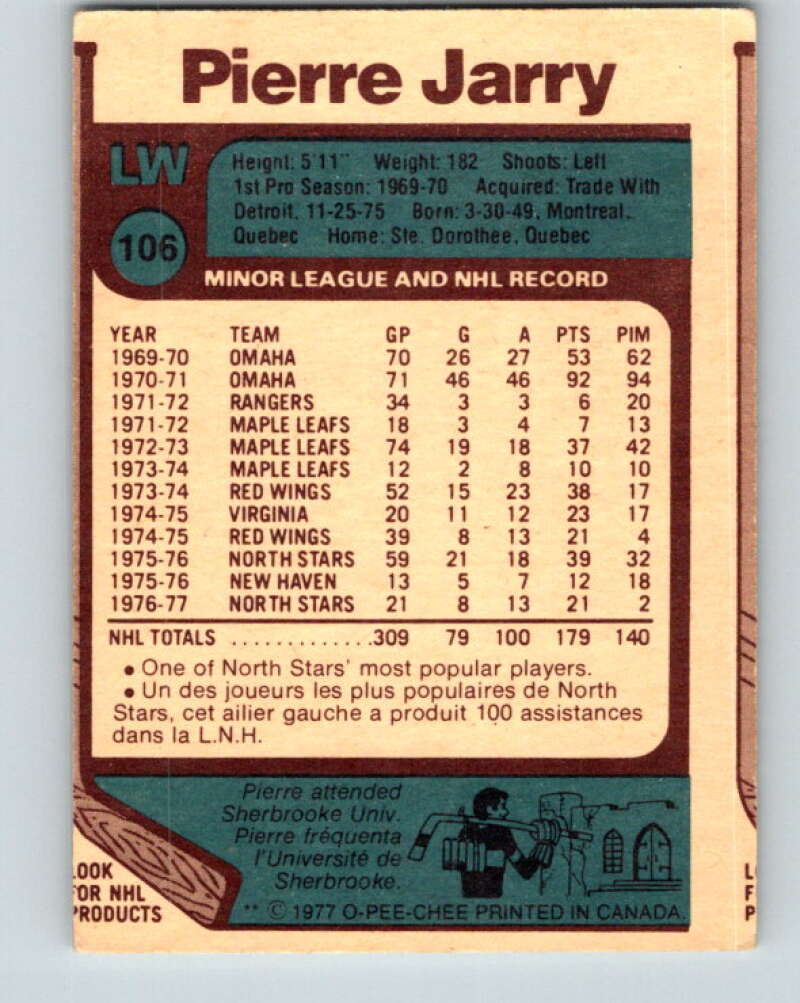 Pierre Jarry
LW
Height: 5'11" Weight: 182 Shoots: Left
1st Pro Season: 1969-70 Acquired: Trade With
Detroit, 11-25-75 Born: 3-30-49, Montreal,
Quebec Home: Ste. Dorothee, Quebec
106
MINOR LEAGUE AND NHL RECORD
YEAR TEAM GP G A PTS PIM
1969-70 OMAHA 70 26 27 53 62
1970-71 OMAHA 71 46 46 92 94
1971-72 RANGERS 34 3 3 6 20
1971-72 MAPLE LEAFS 18 3 4 7 13
1972-73 MAPLE LEAFS 74 19 18 37 42
1973-74 MAPLE LEAFS 12 2 8 10 10
1973-74 RED WINGS 52 15 23 38 17
1974-75 VIRGINIA 20 11 12 23 17
1974-75 RED WINGS 39 8 13 21 4
1975-76 NORTH STARS 59 21 18 39 32
1975-76 NEW HAVEN 13 5 7 12 18
1976-77 NORTH STARS 21 8 13 21 2
NHL TOTALS .............309 79 100 179 140
• One of North Stars' most popular players.
• Un des joueurs les plus populaires de North
Stars, cet ailier gauche a produit 100 assistances
dans la L.N.H.
Pierre attended
Sherbrooke Univ.
Pierre fréquenta
l'Université de
Sherbrooke.
LOOK
FOR NHL
PRODUCTS
** © 1977 O-PEE-CHEE PRINTED IN CANADA.
L
F
P